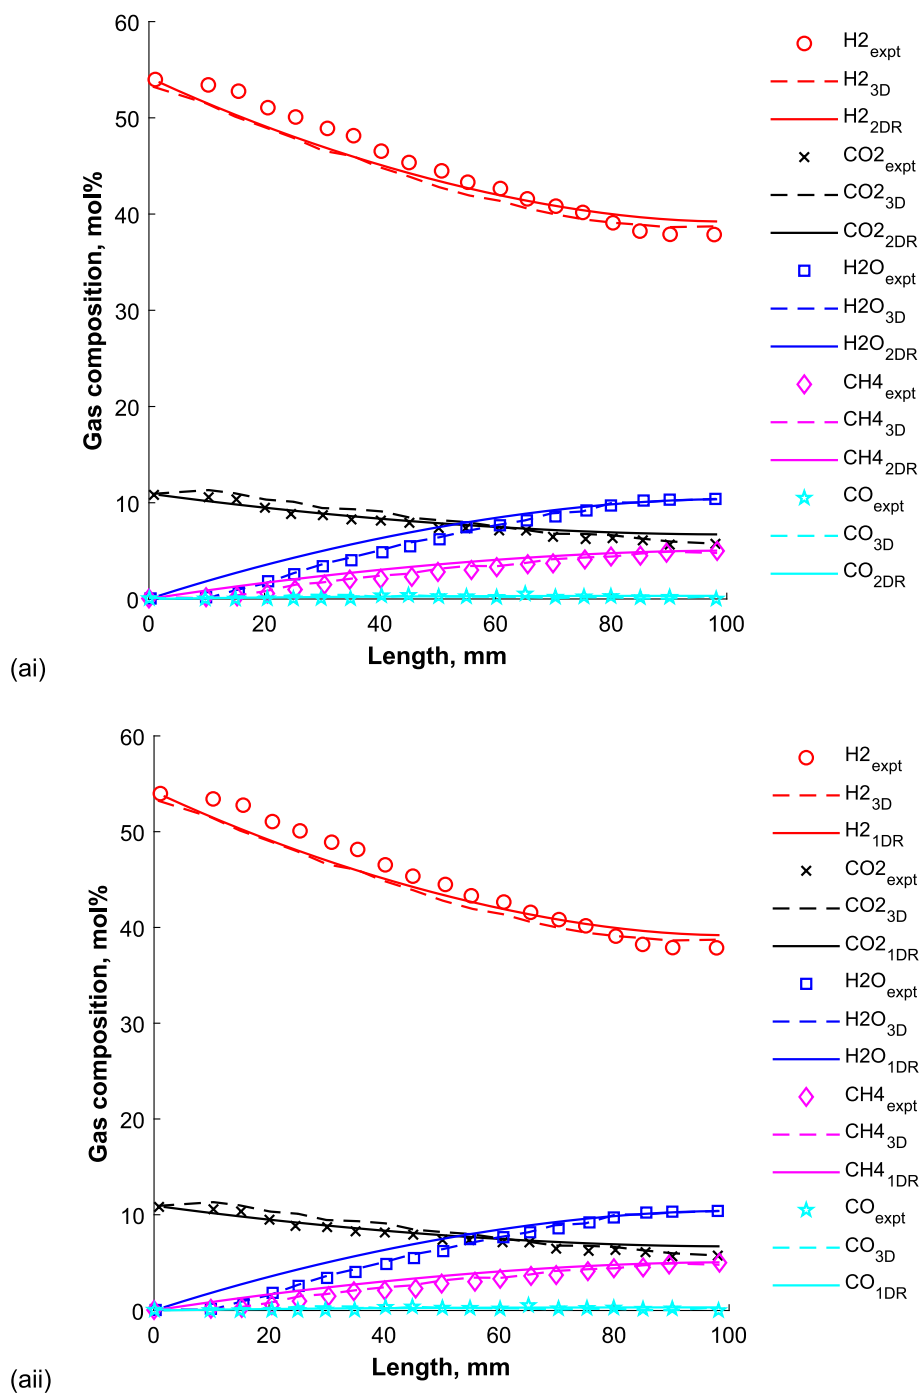 60
50
40
30
20
10
0
Gas composition, mol%
0 20 40 60 80 100
Length, mm
H2expt
H23D
H22DR
CO2expt
CO23D
CO22DR
H2Oexpt
H2O3D
H2O2DR
CH4expt
CH43D
CH42DR
COexpt
CO3D
CO2DR
(ai)
60
50
40
30
20
10
0
Gas composition, mol%
0 20 40 60 80 100
Length, mm
H2expt
H23D
H21DR
CO2expt
CO23D
CO21DR
H2Oexpt
H2O3D
H2O1DR
CH4expt
CH43D
CH41DR
COexpt
CO3D
CO1DR
(aii)